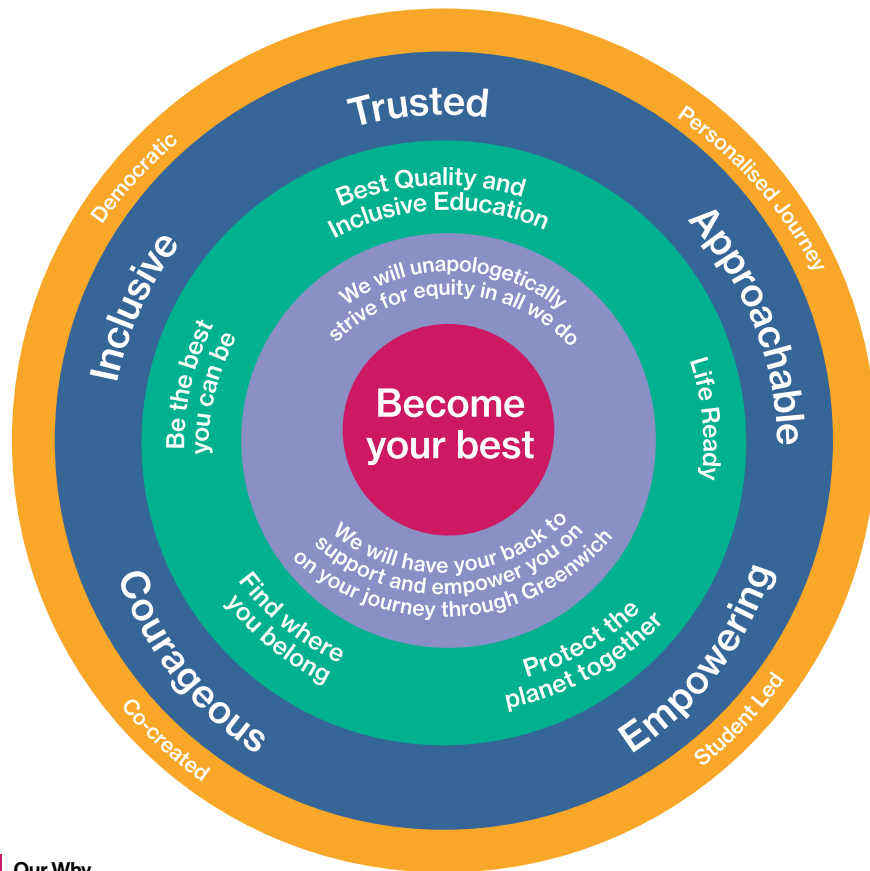 Democratic
Personalised Journey
Trusted
Inclusive
Approachable
Best Quality and
Inclusive Education
Be the best
you can be
Life Ready
We will unapologetically
strive for equity in all we do
Become
your best
We will have your back to
support and empower you on
on your journey through Greenwich
Find where
you belong
Protect the
planet together
Courageous
Empowering
Co-created
Student Led
Our Why